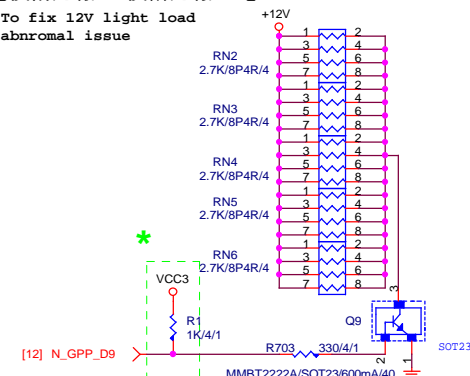 To fix 12V light load
abnromal issue
+12V
1 2
3 4
RN2 5 6
2.7K/8P4R/4 7 8
1 2
RN3 3 4
2.7K/8P4R/4 5 6
7 8
1 2
RN4 3 4
2.7K/8P4R/4 5 6
7 8
RN5 1 2
2.7K/8P4R/4 3 4
5 6
7 8
* RN6 1 2
2.7K/8P4R/4 3 4
5 6
VCC3 7 8
3
R1 Q9
1K/4/1
SOT23
[12] N_GPP_D9 R703 330/4/1 2 1
MMBT2222A/SOT23/600mA/40